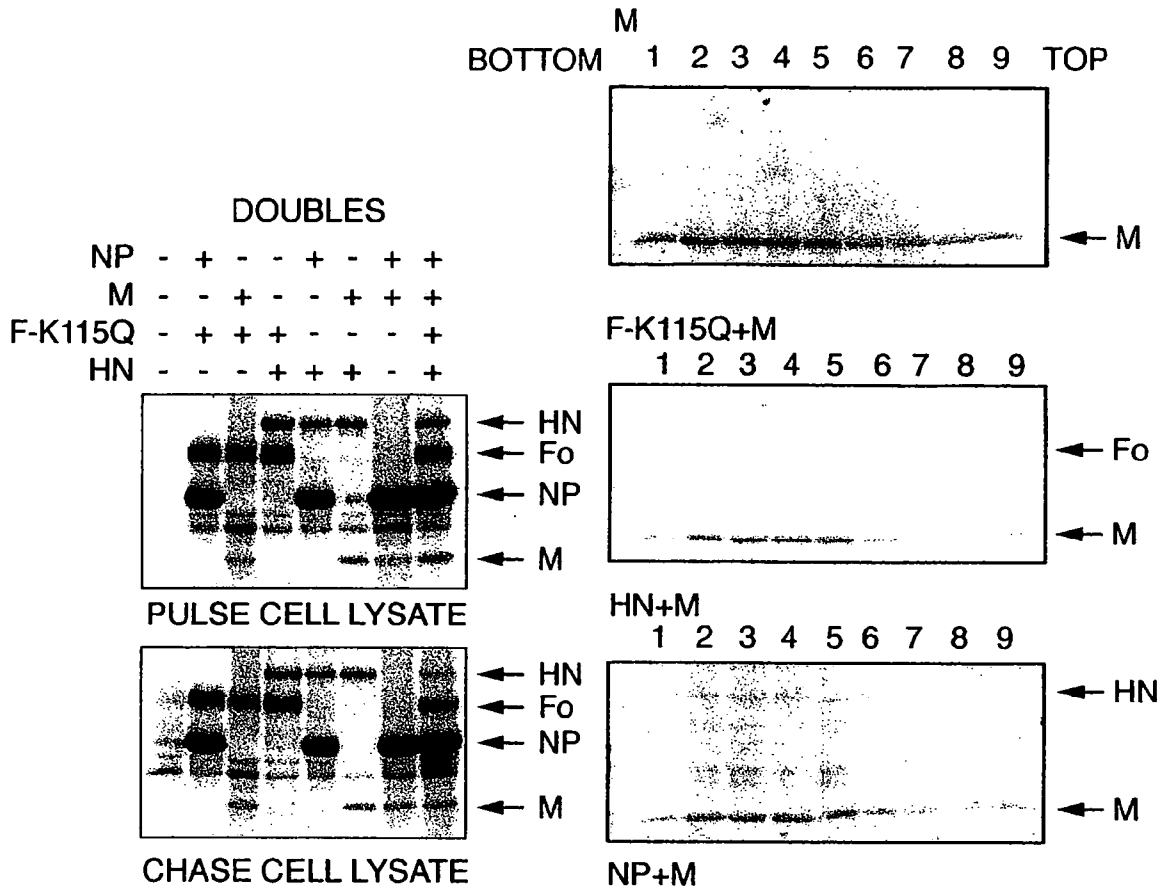 DOUBLES
NP - + - - + - + +
M - - + - - + + +
F-K115Q - + + + - - - +
HN - - - + + + - +
HN
Fo
NP
M
PULSE CELL LYSATE
HN
Fo
NP
M
CHASE CELL LYSATE
M
BOTTOM 1 2 3 4 5 6 7 8 9 TOP
M
F-K115Q+M
1 2 3 4 5 6 7 8 9
Fo
M
HN+M
1 2 3 4 5 6 7 8 9
HN
M
NP+M